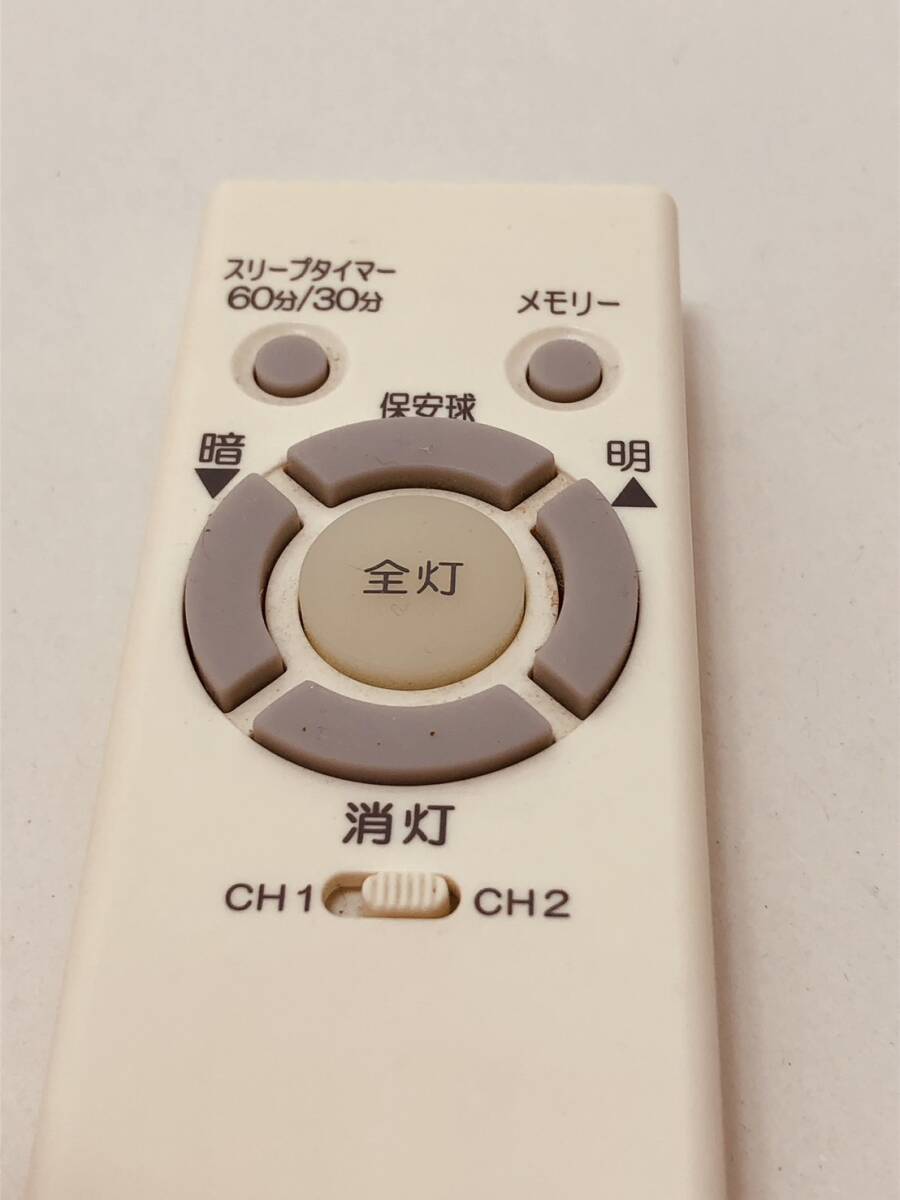 スリープタイマー
60分/30分
メモリー
保安球
暗
▼
明
▲
全灯
消灯
CH1
CH2